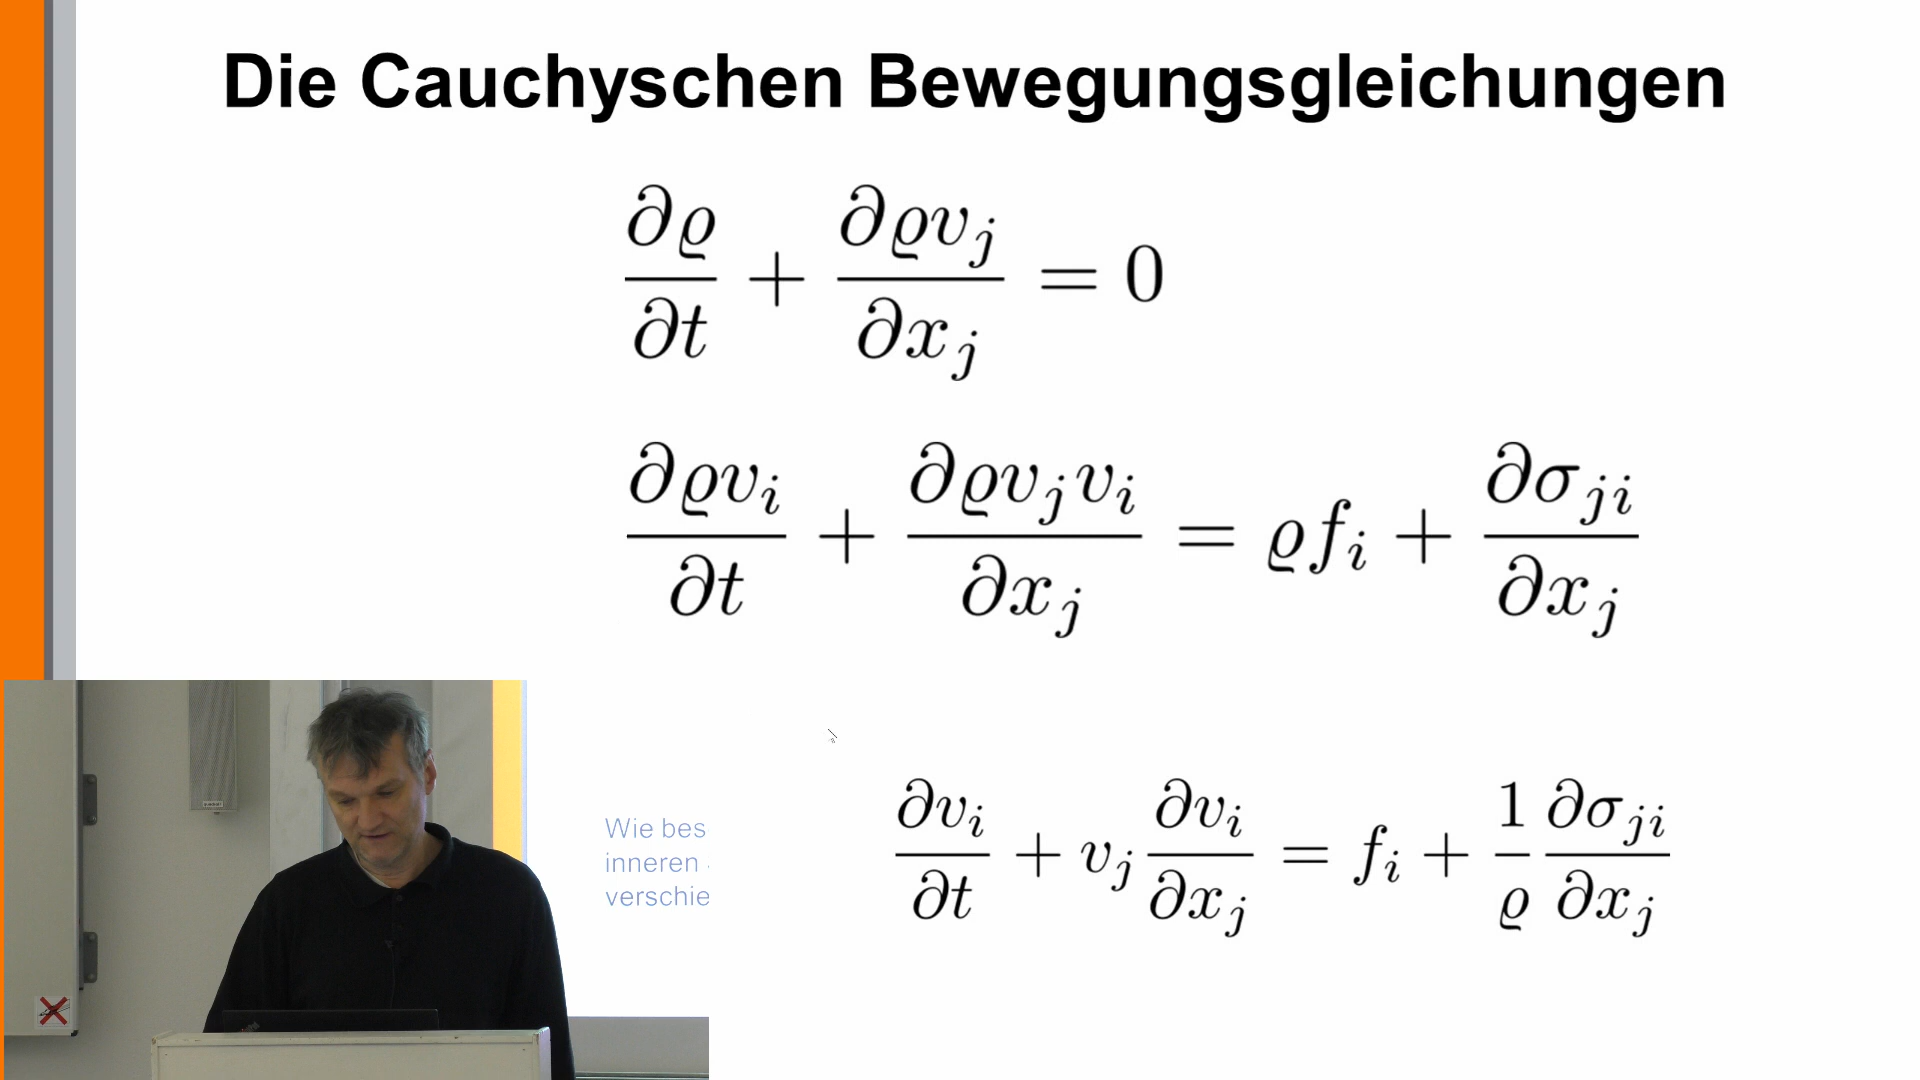 Die Cauchyschen Bewegungsgleichungen
∂ϱ/∂t + ∂ϱv_j/∂x_j = 0
∂ϱv_i/∂t + ∂ϱv_jv_i/∂x_j = ϱf_i + ∂σ_ji/∂x_j
∂v_i/∂t + v_j ∂v_i/∂x_j = f_i + 1/ϱ ∂σ_ji/∂x_j
Wie bes
inneren
verschie